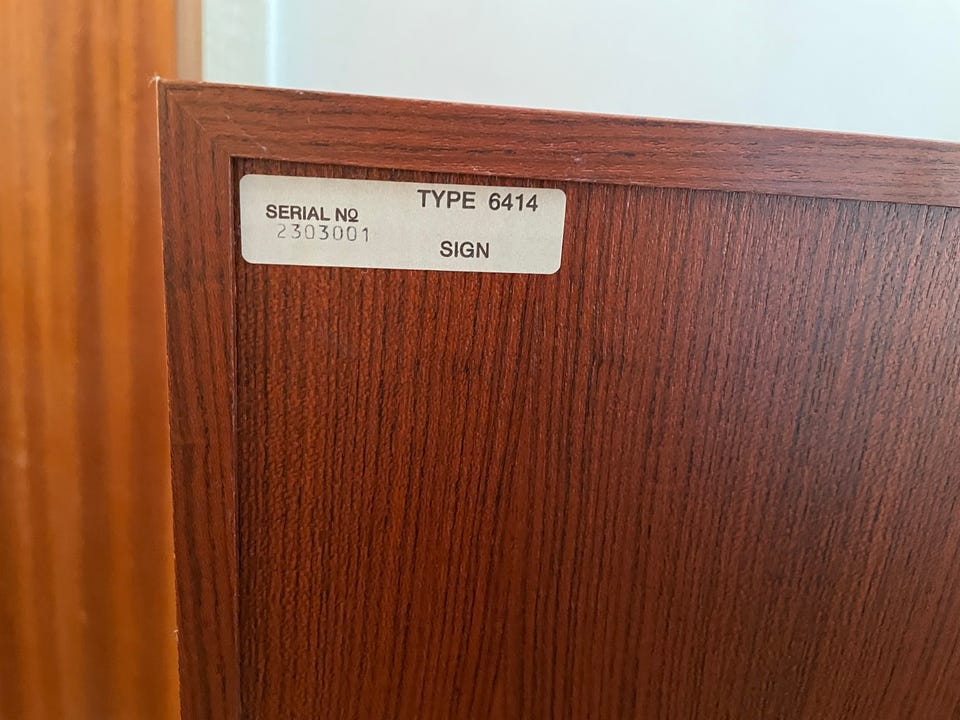 TYPE 6414
SERIAL Nº
2303001
SIGN